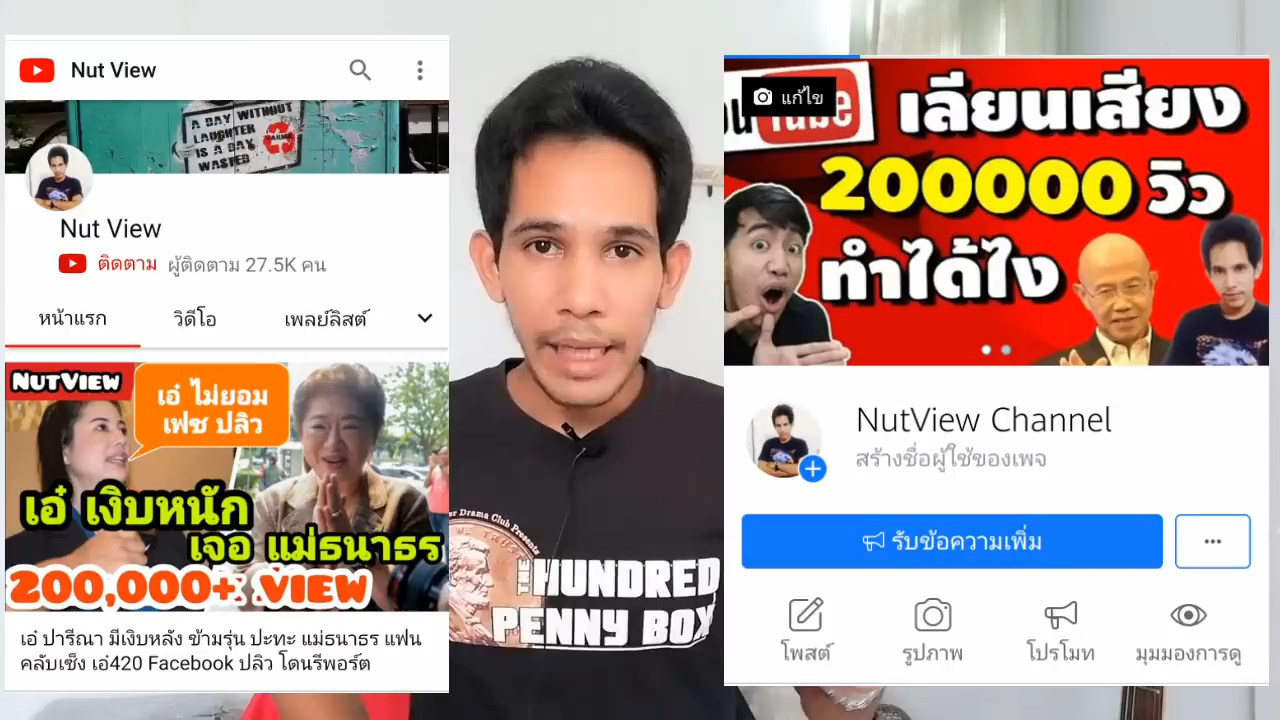 Nut View
A DAY WITHOUT
LAUGHTER
IS A DAY
WASTED
Nut View
ติดตาม ผู้ติดตาม 27.5K คน
หน้าแรก วิดีโอ เพลย์ลิสต์
NUTVIEW
เอ๋ ไม่ยอม
เฟซ ปลิว
เอ๋ เงิบหนัก
เจอ แม่ธนาธร
200,000+ VIEW
เอ๋ ปารีณา มีเงิบหลัง ข้ามรุ่น ปะทะ แม่ธนาธร แฟน
คลับเซ็ง เอ๋420 Facebook ปลิว โดนรีพอร์ต
er Drama Club Presents
THE HUNDRED
PENNY BOX
แก้ไข
Tube
เลียนเสียง
200000 วิว
ทำได้ไง
NutView Channel
สร้างชื่อผู้ใช้ของเพจ
รับข้อความเพิ่ม
โพสต์ รูปภาพ โปรโมท มุมมองการดู